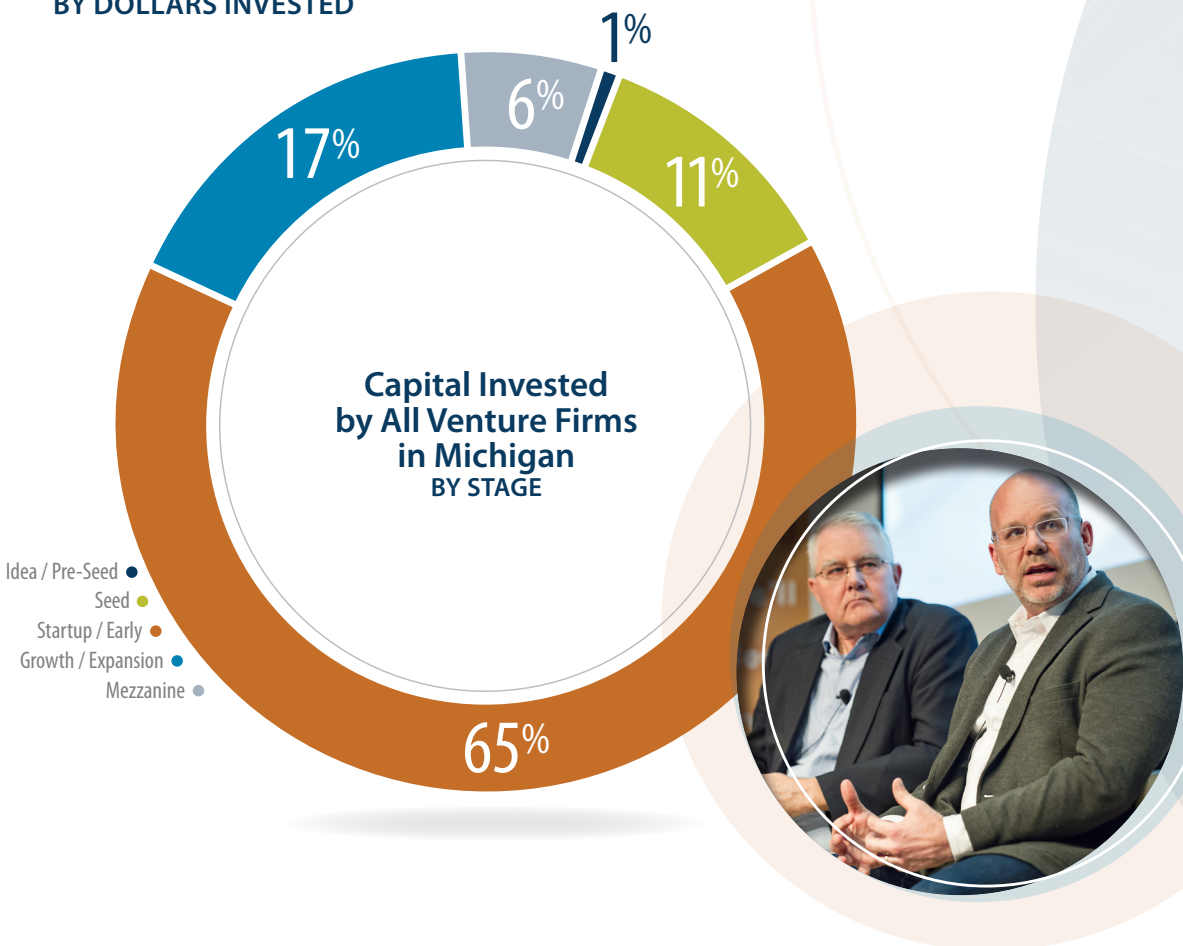 BY DOLLARS INVESTED
1%
6%
17%
11%
Capital Invested
by All Venture Firms
in Michigan
BY STAGE
Idea / Pre-Seed
Seed
Startup / Early
Growth / Expansion
Mezzanine
65%